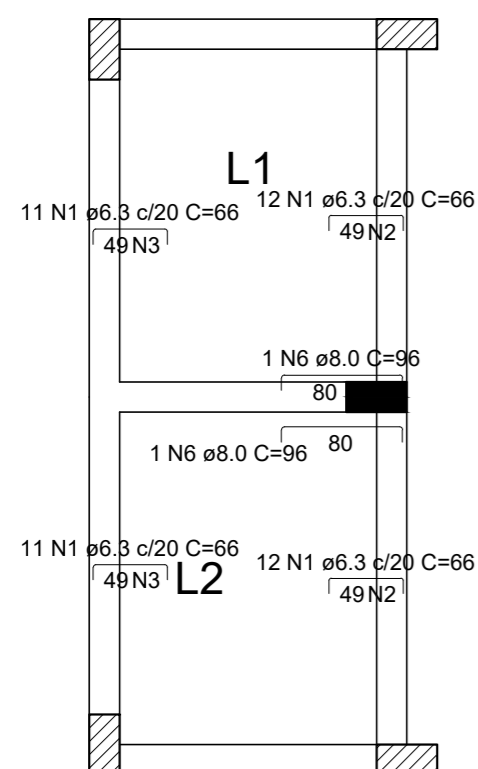 L1
11 N1 ø6.3 c/20 C=66
49 N3
12 N1 ø6.3 c/20 C=66
49 N2
1 N6 ø8.0 C=96
80
80
1 N6 ø8.0 C=96
11 N1 ø6.3 c/20 C=66
49 N3
L2
12 N1 ø6.3 c/20 C=66
49 N2